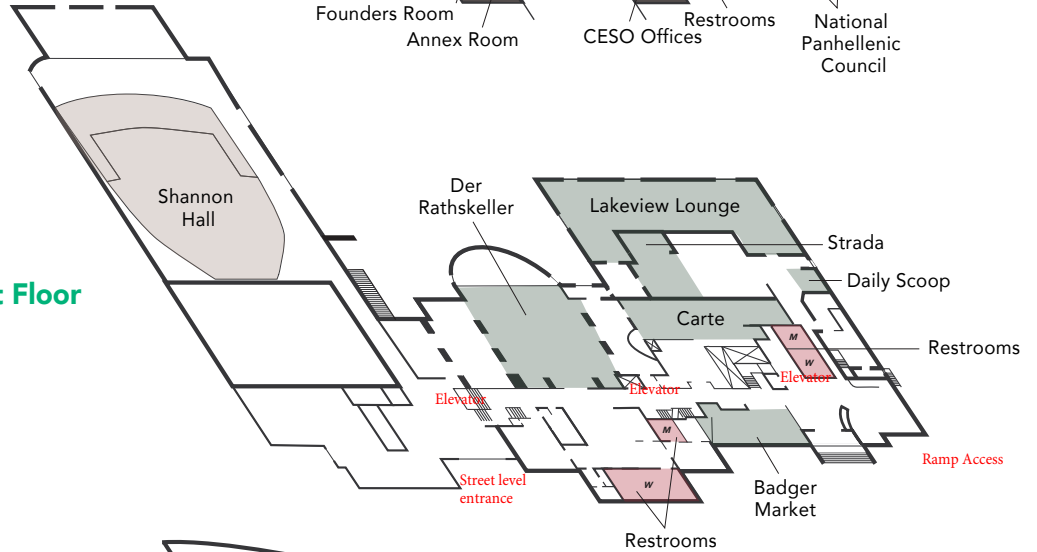 Founders Room
Annex Room
CESO Offices
Restrooms
National
Panhellenic
Council
Shannon
Hall
Der
Rathskeller
Lakeview Lounge
Strada
Floor
Daily Scoop
Carte
M
W
Restrooms
Elevator
Elevator
Elevator
M
W
Ramp Access
Street level
entrance
Badger
Market
Restrooms